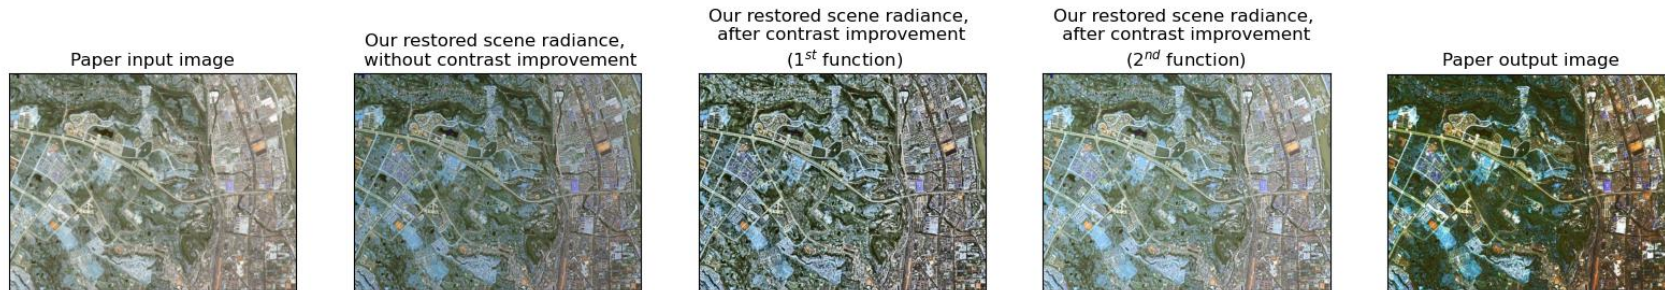 Paper input image
Our restored scene radiance,
without contrast improvement
Our restored scene radiance,
after contrast improvement
(1st function)
Our restored scene radiance,
after contrast improvement
(2nd function)
Paper output image